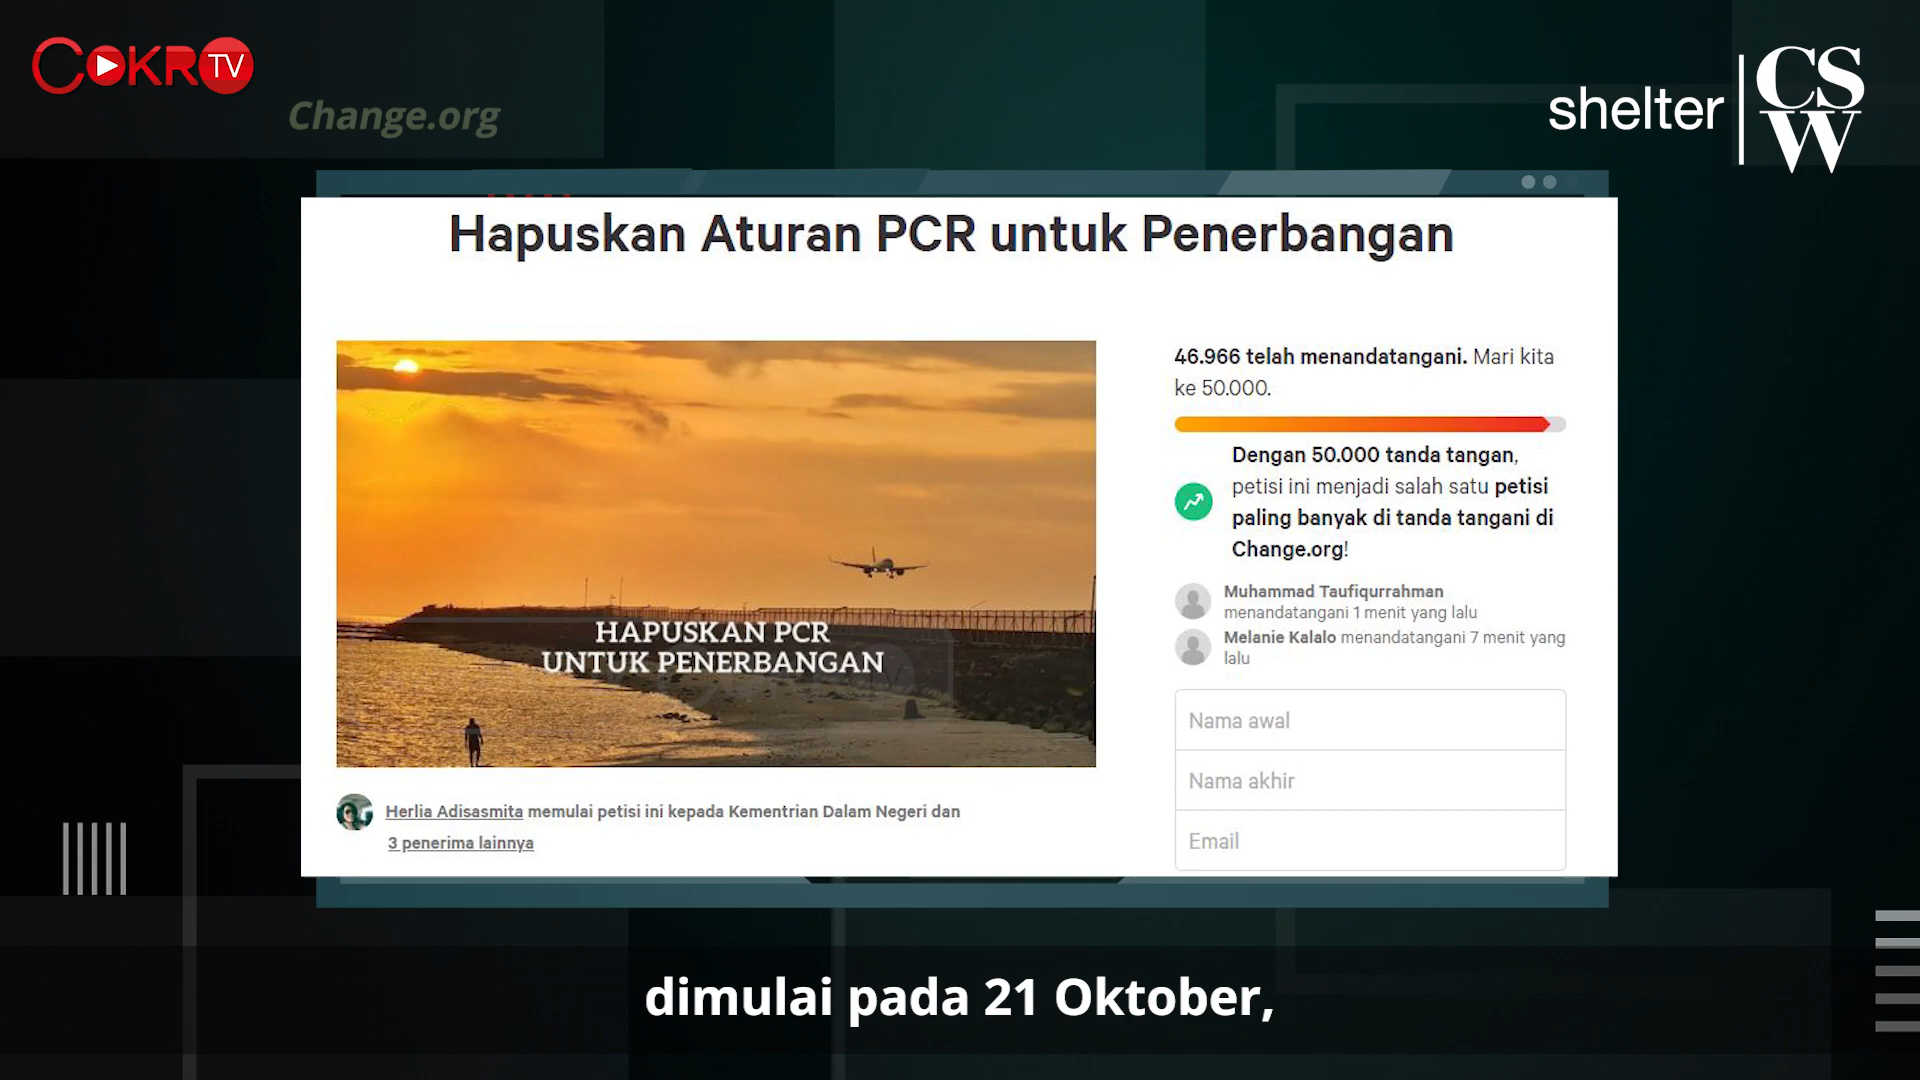 COKRO TV
Change.org
shelter
CS
W
Hapuskan Aturan PCR untuk Penerbangan
46.966 telah menandatangani. Mari kita
ke 50.000.
Dengan 50.000 tanda tangan,
petisi ini menjadi salah satu petisi
paling banyak di tanda tangani di
Change.org!
Muhammad Taufiqurrahman
menandatangani 1 menit yang lalu
Melanie Kalalo menandatangani 7 menit yang
lalu
Nama awal
Nama akhir
Email
HAPUSKAN PCR
UNTUK PENERBANGAN
Herlia Adisasmita memulai petisi ini kepada Kementrian Dalam Negeri dan
3 penerima lainnya
dimulai pada 21 Oktober,